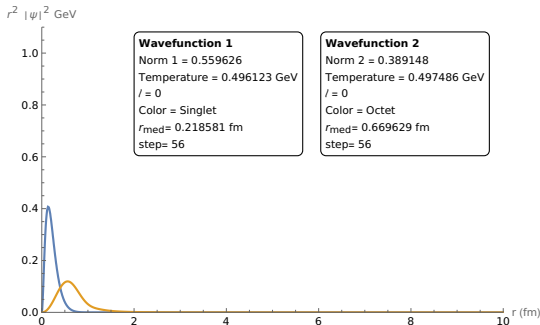 r² |ψ|² GeV
1.0
0.8
0.6
0.4
0.2
0.0
0
2
4
6
8
10
r (fm)
Wavefunction 1
Norm 1 = 0.559626
Temperature = 0.496123 GeV
l = 0
Color = Singlet
rmed= 0.218581 fm
step= 56
Wavefunction 2
Norm 2 = 0.389148
Temperature = 0.497486 GeV
l = 0
Color = Octet
rmed= 0.669629 fm
step= 56